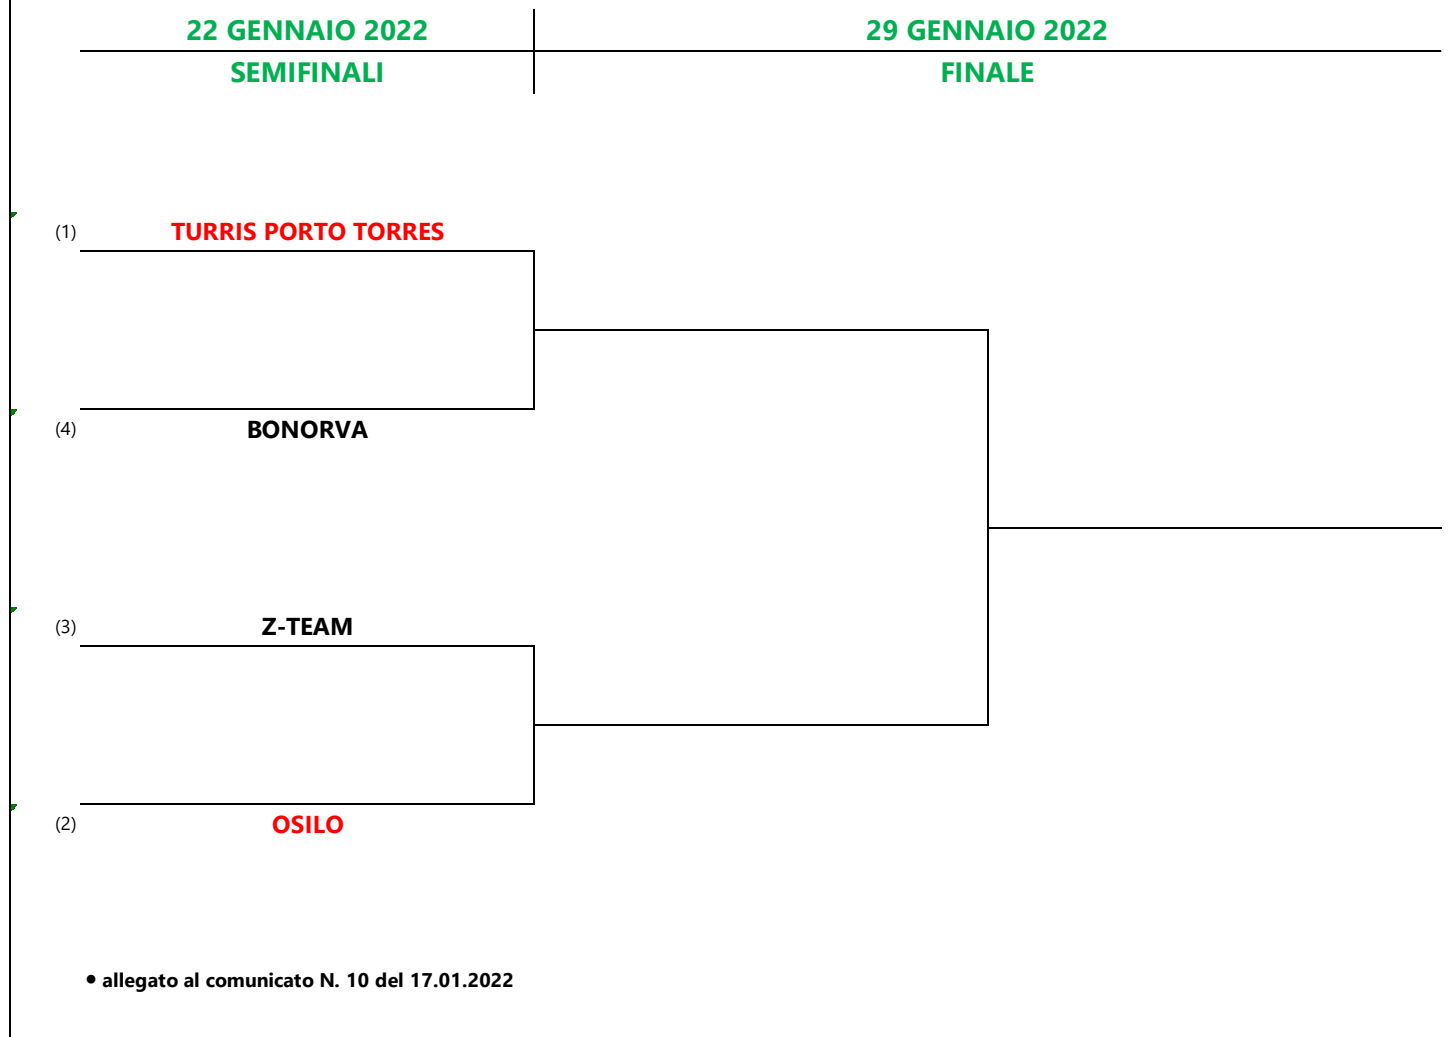 22 GENNAIO 2022
29 GENNAIO 2022
SEMIFINALI
FINALE
(1) TURRIS PORTO TORRES
(4) BONORVA
(3) Z-TEAM
(2) OSILO
• allegato al comunicato N. 10 del 17.01.2022